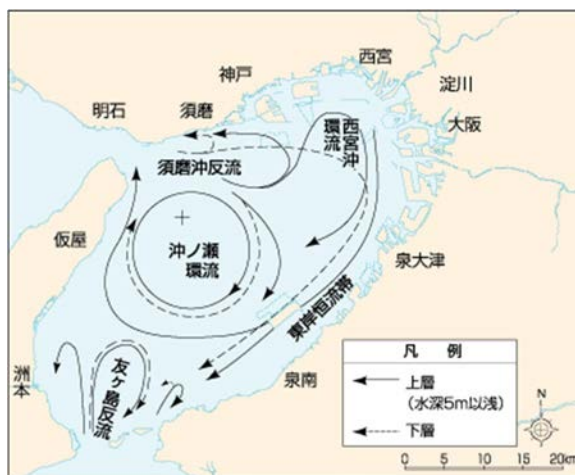 西宮
神戸
淀川
明石
須磨
大阪
西宮沖
環流
須磨沖反流
仮屋
沖ノ瀬
環流
泉大津
東岸恒流帯
凡 例
上層
(水深5m以浅)
下層
N
友ヶ島反流
泉南
洲本
0 5 10 15 20km